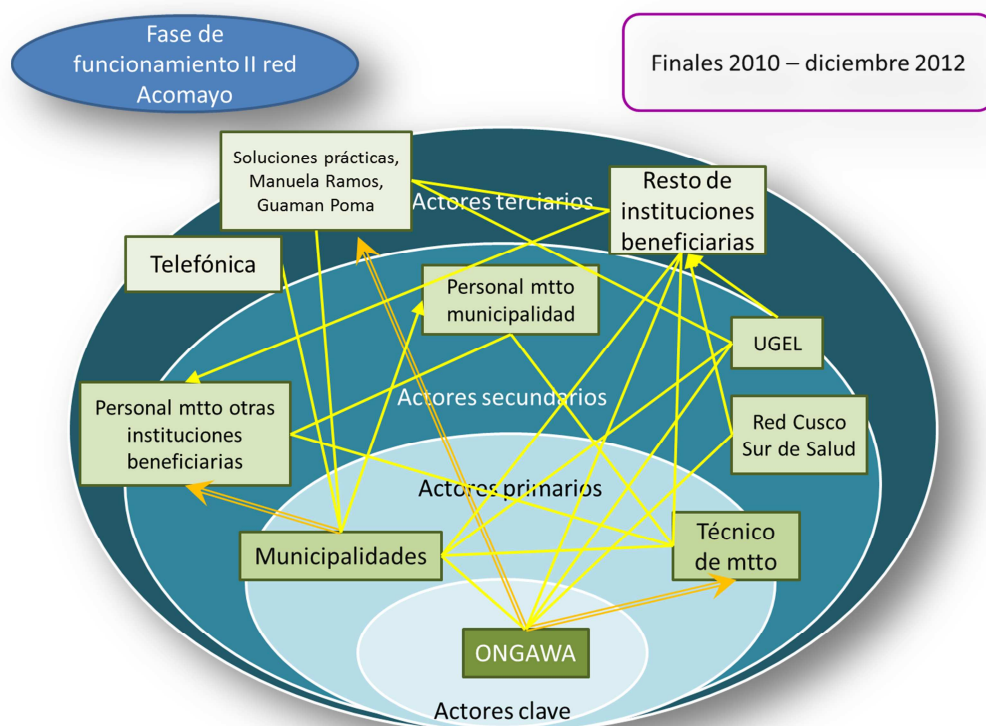 Fase de
funcionamiento II red
Acomayo
Finales 2010 – diciembre 2012
Soluciones prácticas,
Manuela Ramos,
Guaman Poma
Actores terciarios
Resto de
instituciones
beneficiarias
Telefónica
Personal mtto
municipalidad
UGEL
Actores secundarios
Personal mtto otras
instituciones
beneficiarias
Red Cusco
Sur de Salud
Actores primarios
Municipalidades
Técnico
de mtto
ONGAWA
Actores clave